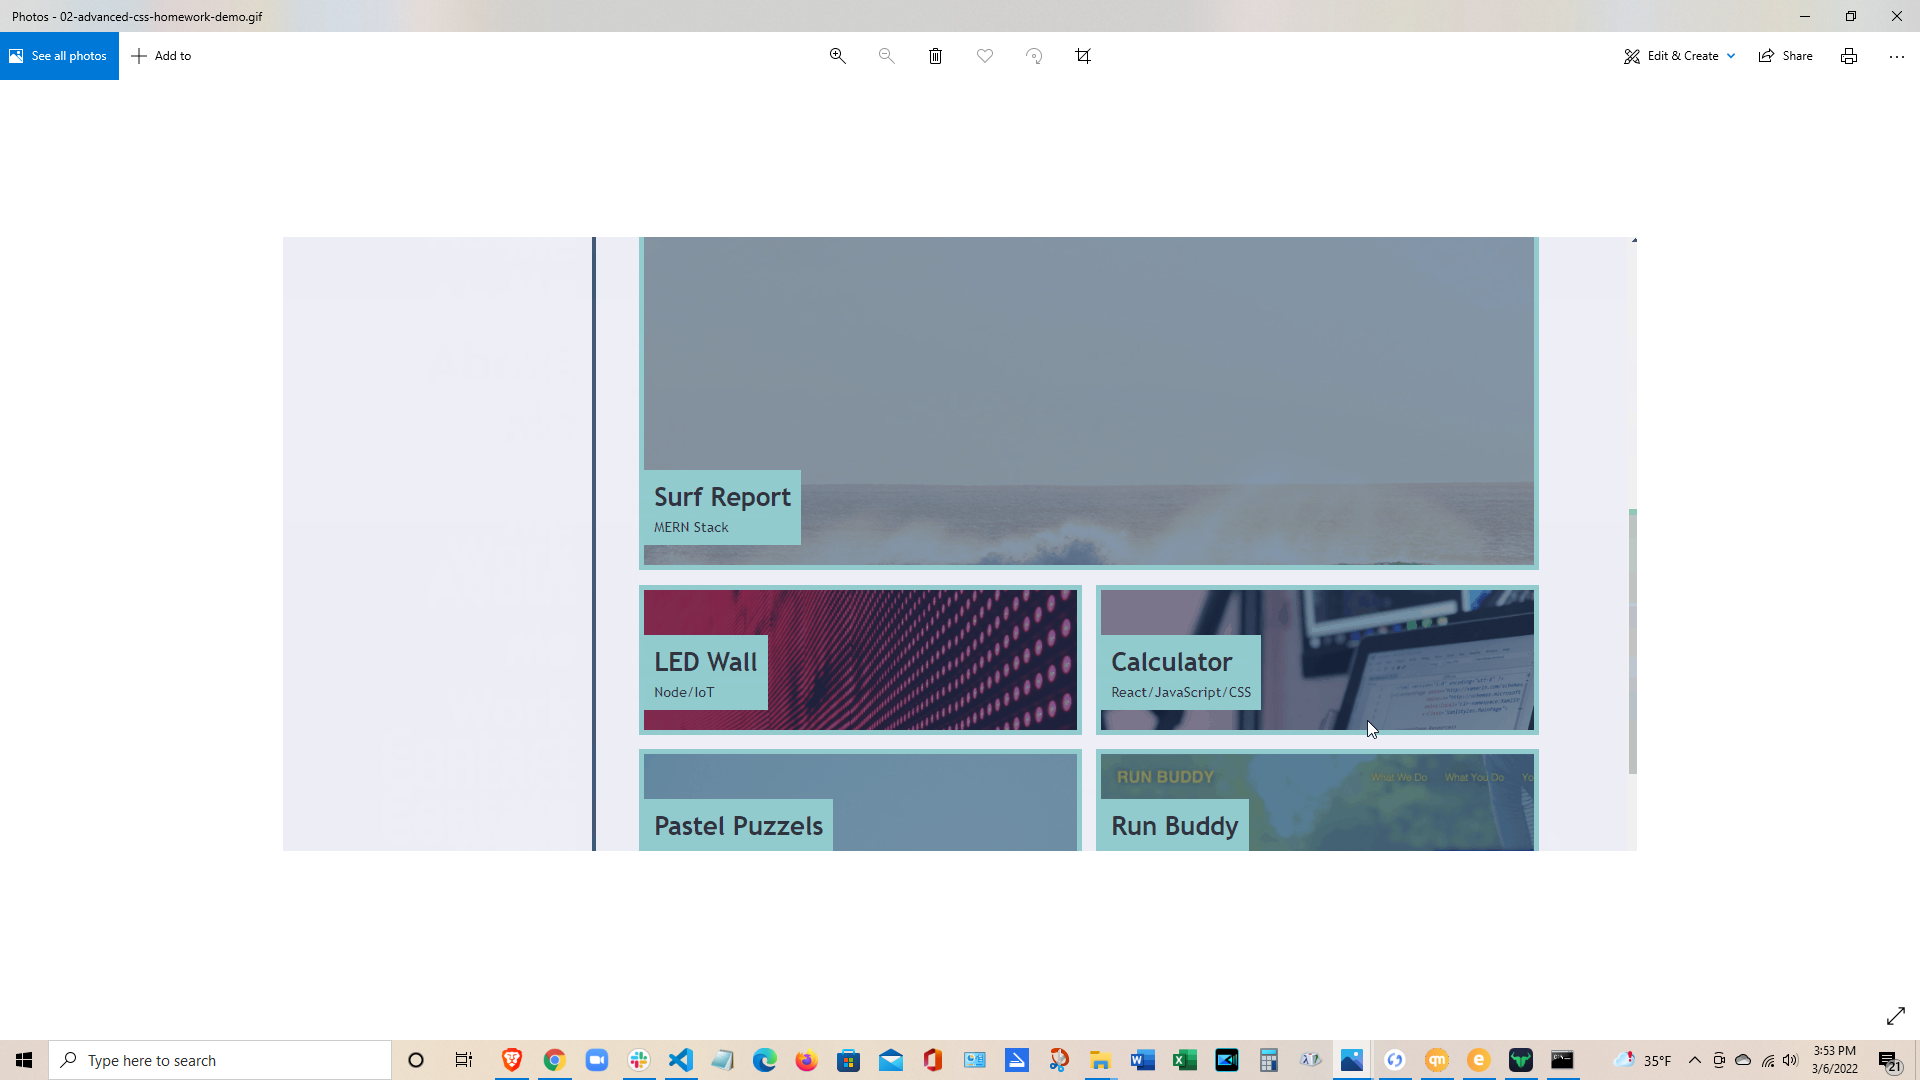 Photos - 02-advanced-css-homework-demo.gif
See all photos
Add to
Edit & Create
Share
Surf Report
MERN Stack
LED Wall
Node/IoT
Calculator
React/JavaScript/CSS
RUN BUDDY
What We Do
What You Do
Yo
Pastel Puzzels
Run Buddy
Type here to search
35°F
3:53 PM
3/6/2022
21